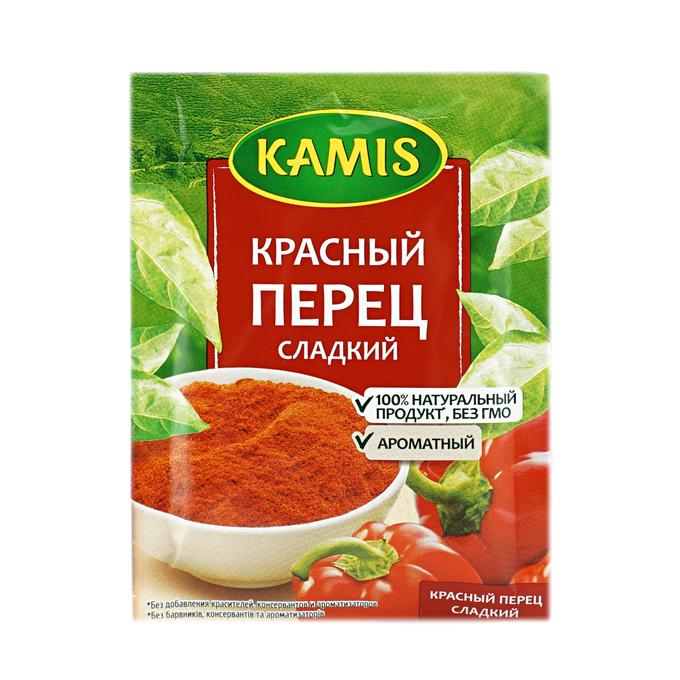 KAMIS
КРАСНЫЙ
ПЕРЕЦ
СЛАДКИЙ
100% НАТУРАЛЬНЫЙ
ПРОДУКТ*, БЕЗ ГМО
АРОМАТНЫЙ
*Без добавления красителей, консервантов и ароматизаторов
*Без барвників, консервантів та ароматизаторів
КРАСНЫЙ ПЕРЕЦ
СЛАДКИЙ